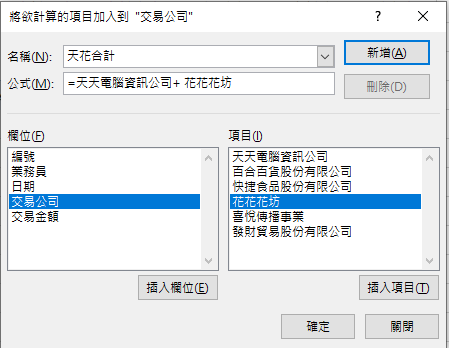 將欲計算的項目加入到 "交易公司"
名稱(N): 天花合計 新增(A)
公式(M): =天天電腦資訊公司+ 花花花坊 刪除(D)
欄位(F) 項目(I)
編號 天天電腦資訊公司
業務員 百合百貨股份有限公司
日期 快捷食品股份有限公司
交易公司 花花花坊
交易金額 喜悅傳播事業
發財貿易股份有限公司
插入欄位(E) 插入項目(T)
確定 關閉